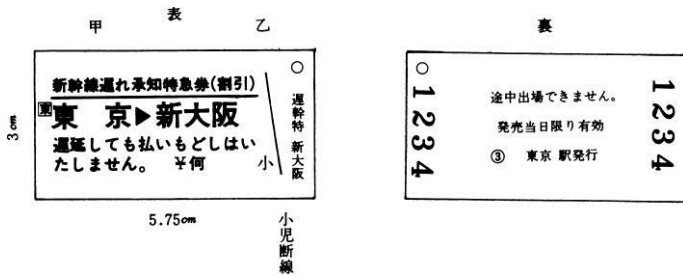 表
甲
乙
新幹線遅れ承知特急券(割引)
東 東 京▶新大阪
遅延しても払いもどしはい
たしません。 ¥何
小
遅幹特 新大阪
3cm
5.75cm
小児断線
裏
1234
途中出場できません。
発売当日限り有効
③ 東京 駅発行
1234